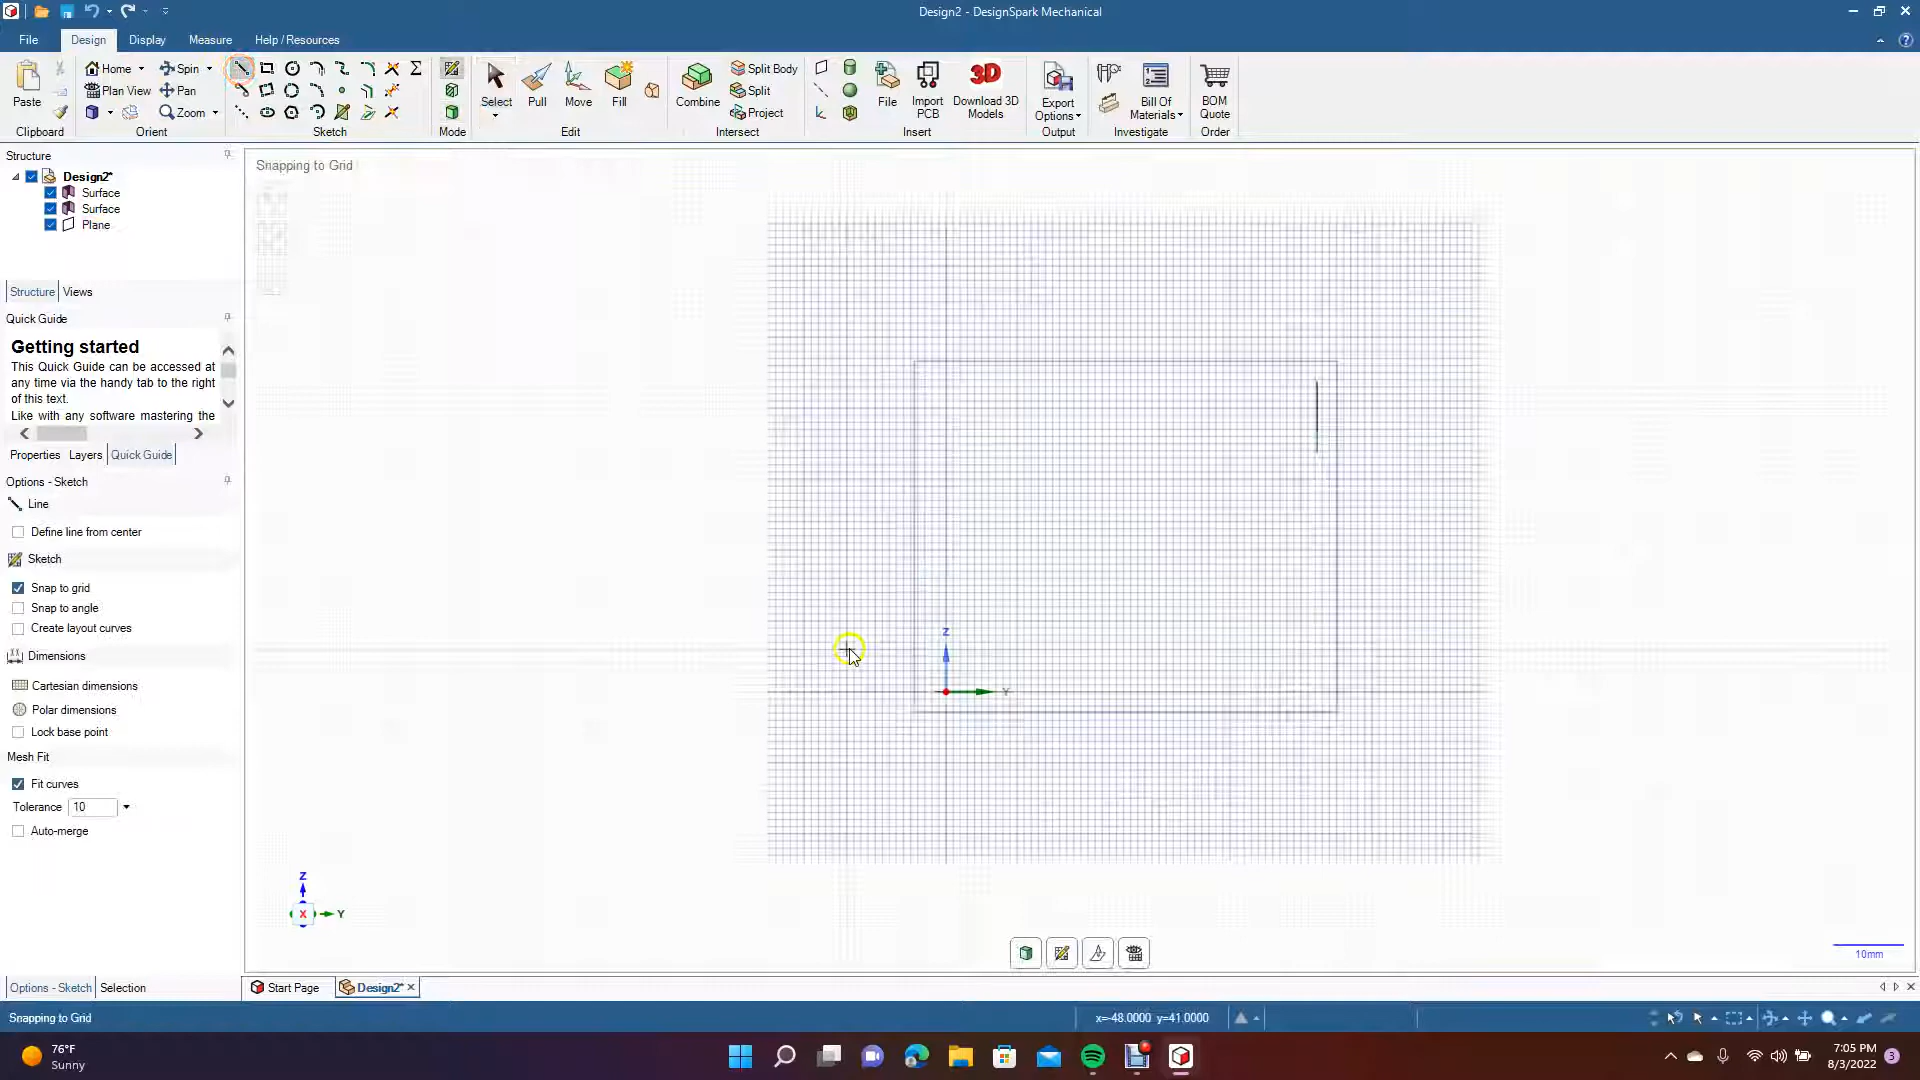 Design2 - DesignSpark Mechanical
File Design Display Measure Help / Resources
Paste
Clipboard
Home Spin
Plan View Pan
Zoom
Orient
Sketch
Mode
Select Pull Move Fill
Edit
Combine
Split Body
Split
Project
Intersect
File
Import PCB
Download 3D Models
Insert
Export Options
Output
Bill Of Materials
Investigate
BOM Quote
Order
Structure
Design2*
Surface
Surface
Plane
Structure Views
Quick Guide
Getting started
This Quick Guide can be accessed at
any time via the handy tab to the right
of this text.
Like with any software mastering the
Properties Layers Quick Guide
Options - Sketch
Line
Define line from center
Sketch
Snap to grid
Snap to angle
Create layout curves
Dimensions
Cartesian dimensions
Polar dimensions
Lock base point
Mesh Fit
Fit curves
Tolerance 10
Auto-merge
Options - Sketch Selection
Snapping to Grid
Z
Y
Z
X Y
10mm
Start Page Design2*
Snapping to Grid
x=-48.0000 y=41.0000
76°F
Sunny
7:05 PM
8/3/2022
3